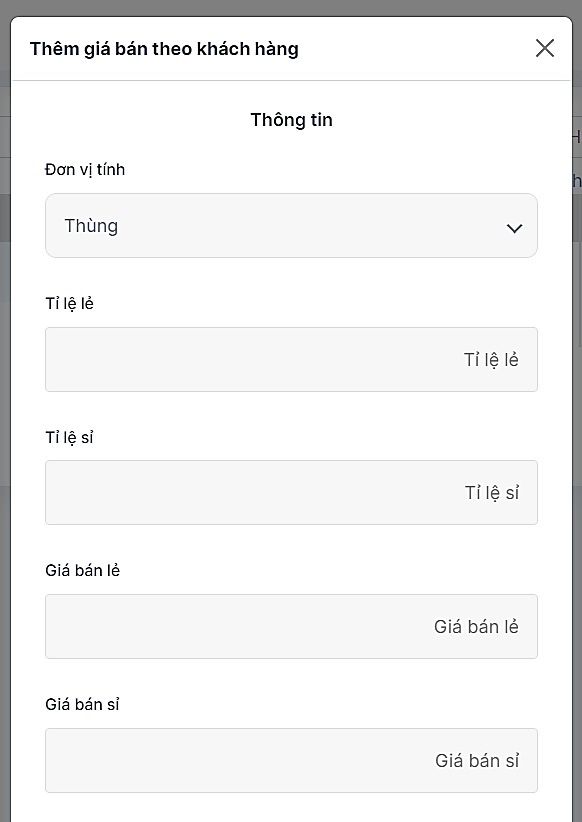 Thêm giá bán theo khách hàng
Thông tin
Đơn vị tính
Thùng
Tỉ lệ lẻ
Tỉ lệ lẻ
Tỉ lệ sỉ
Tỉ lệ sỉ
Giá bán lẻ
Giá bán lẻ
Giá bán sỉ
Giá bán sỉ